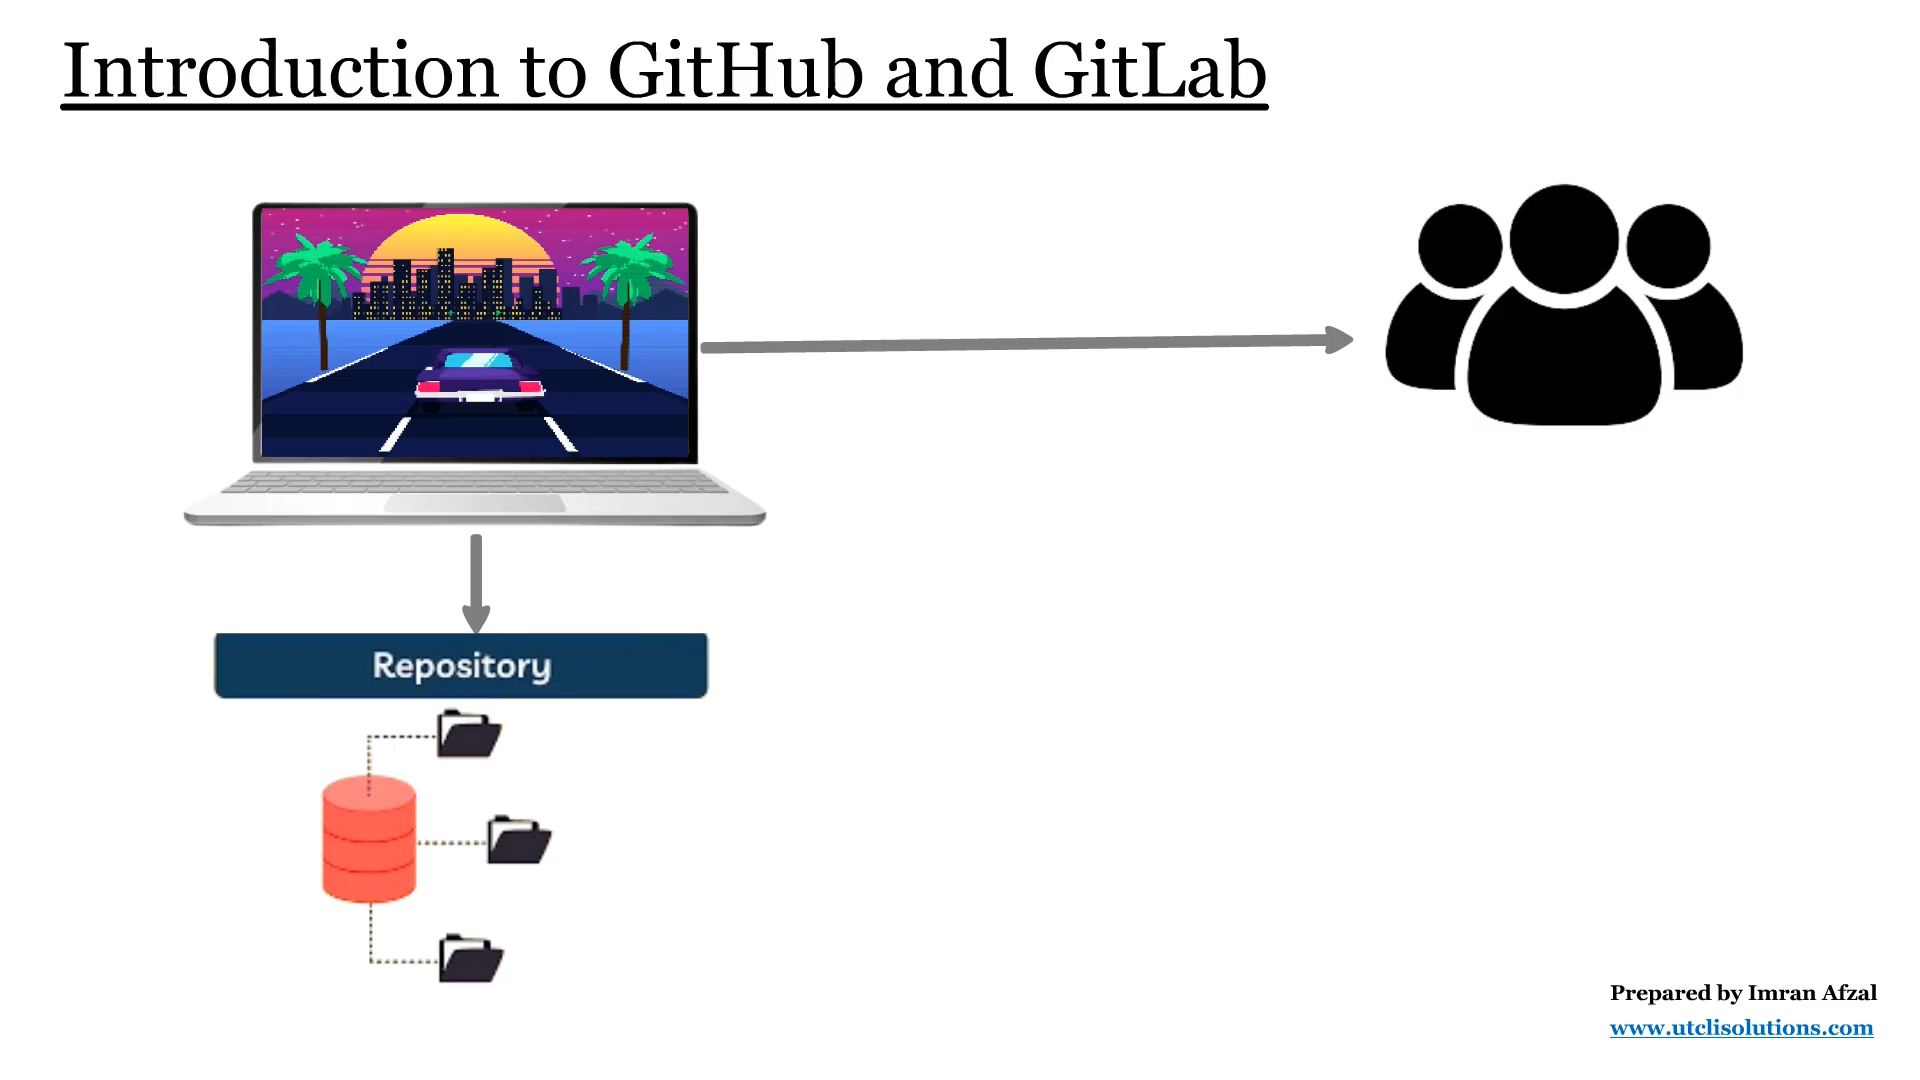 Introduction to GitHub and GitLab
Repository
Prepared by Imran Afzal
www.utclisolutions.com